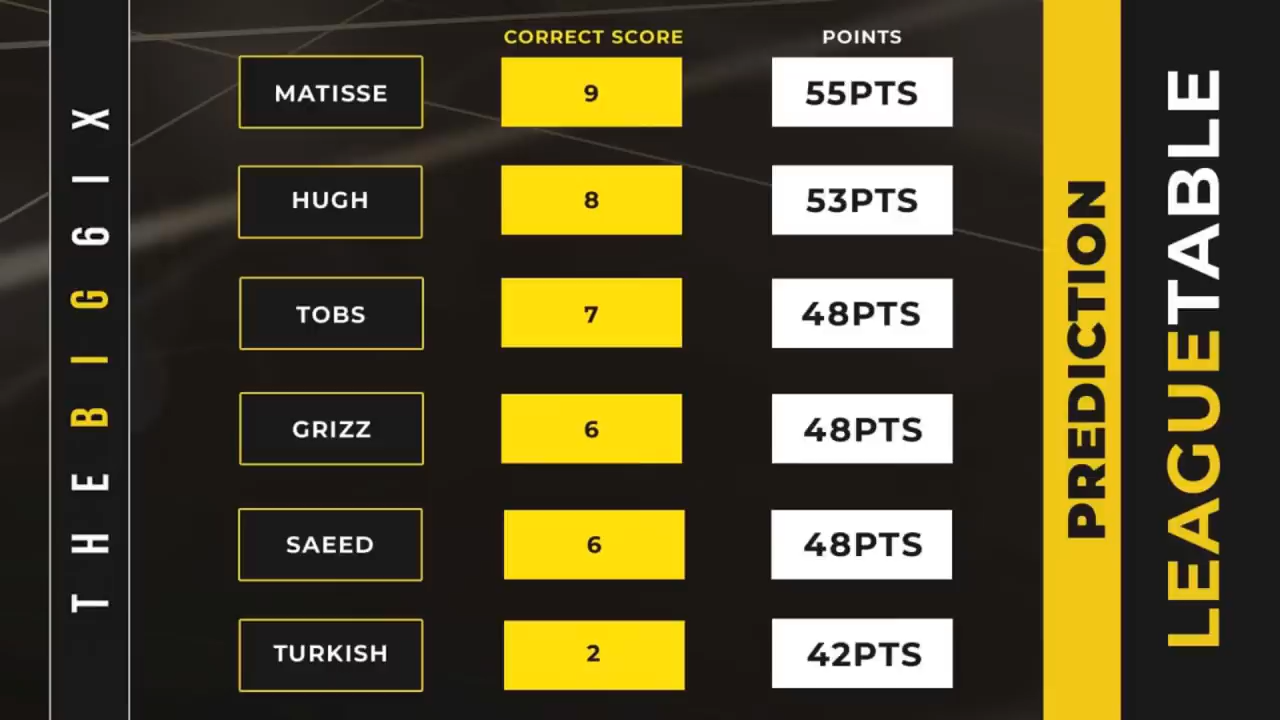 THE BIG 6IX
CORRECT SCORE POINTS
MATISSE 9 55PTS
HUGH 8 53PTS
TOBS 7 48PTS
GRIZZ 6 48PTS
SAEED 6 48PTS
TURKISH 2 42PTS
PREDICTION
LEAGUETABLE